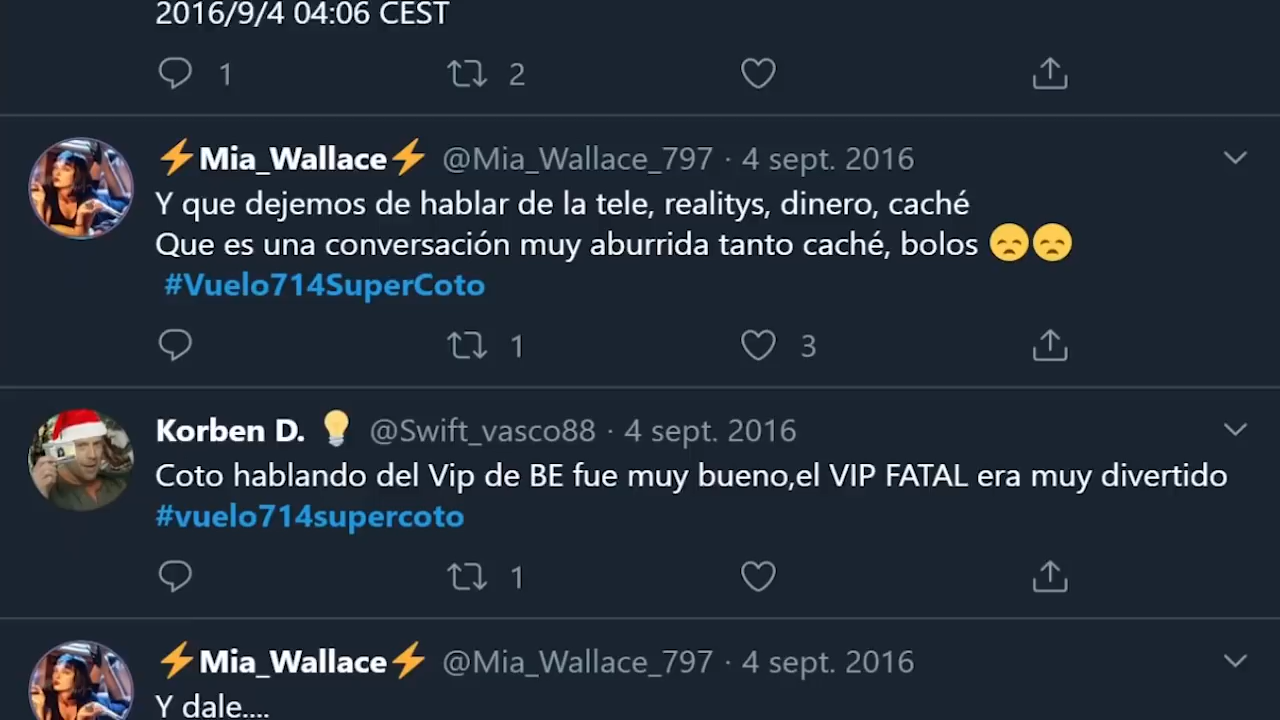 2016/9/4 04:06 CEST
1 2
⚡Mia_Wallace⚡ @Mia_Wallace_797 · 4 sept. 2016
Y que dejemos de hablar de la tele, realitys, dinero, caché
Que es una conversación muy aburrida tanto caché, bolos 😞😞
#Vuelo714SuperCoto
1 3
Korben D. 💡 @Swift_vasco88 · 4 sept. 2016
Coto hablando del Vip de BE fue muy bueno,el VIP FATAL era muy divertido
#vuelo714supercoto
1
⚡Mia_Wallace⚡ @Mia_Wallace_797 · 4 sept. 2016
Y dale....